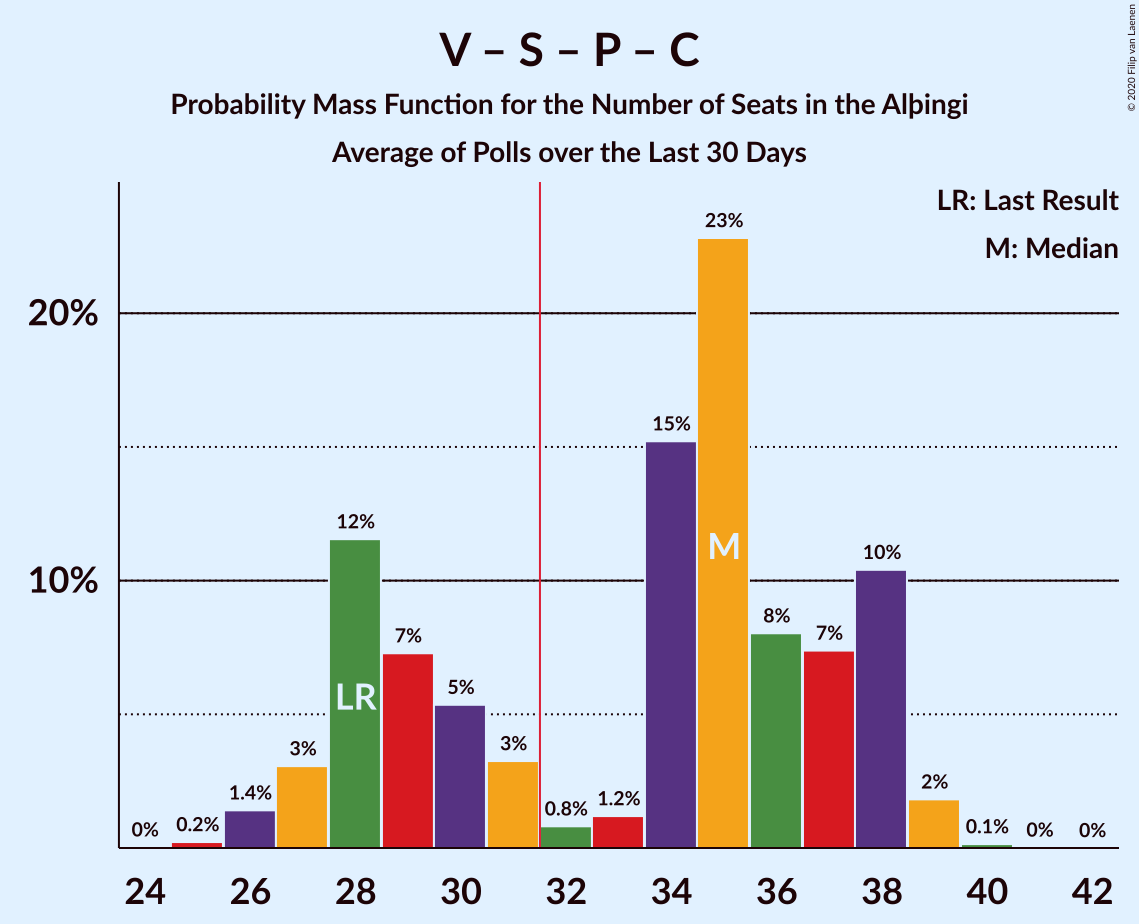 V – S – P – C
Probability Mass Function for the Number of Seats in the Alþingi
Average of Polls over the Last 30 Days
© 2020 Filip van Laenen
LR: Last Result
M: Median
20%
10%
0%
0.2%
1.4%
3%
12%
7%
5%
3%
0.8%
1.2%
15%
23%
8%
7%
10%
2%
0.1%
0%
0%
LR
M
24 26 28 30 32 34 36 38 40 42